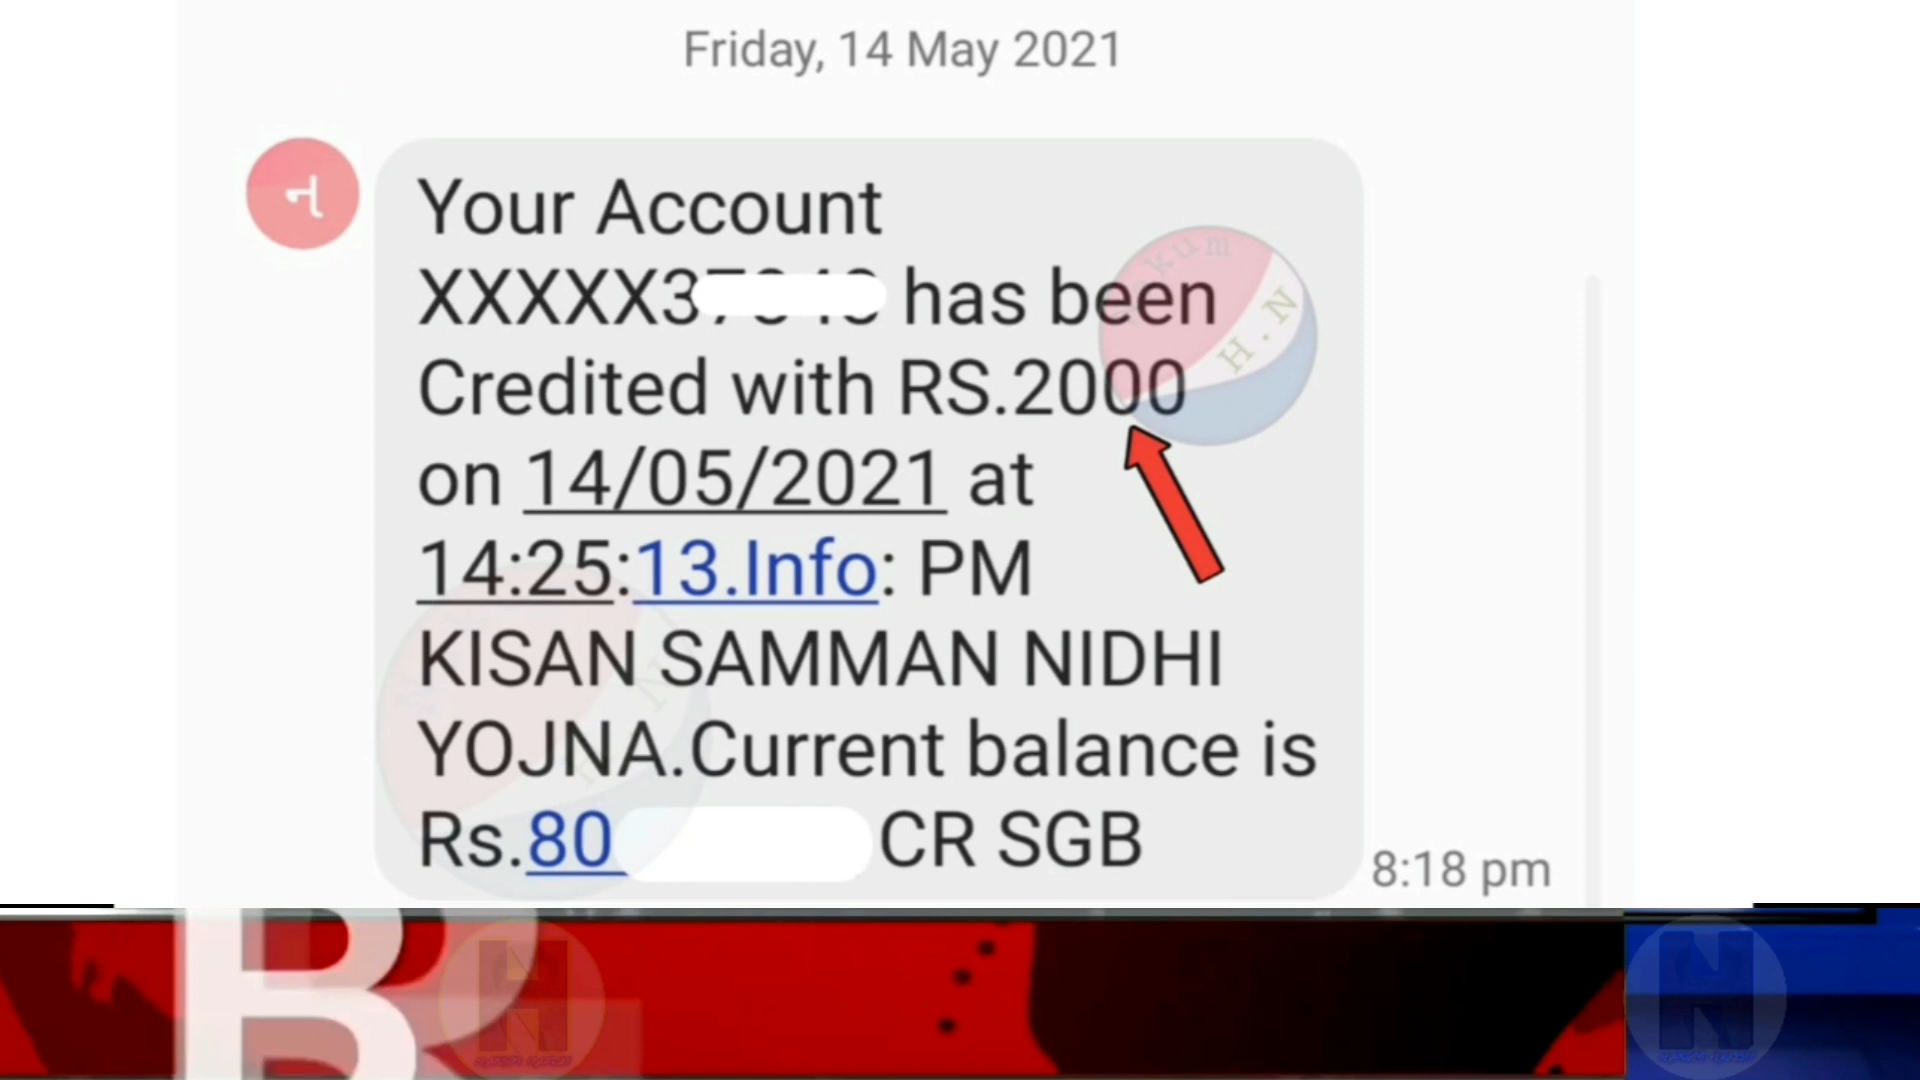 Friday, 14 May 2021
ન
Your Account
XXXXX3 has been
Credited with RS.2000
on 14/05/2021 at
14:25:13.Info: PM
KISAN SAMMAN NIDHI
YOJNA.Current balance is
Rs.80 CR SGB
8:18 pm
kum
H.N
B
N
N